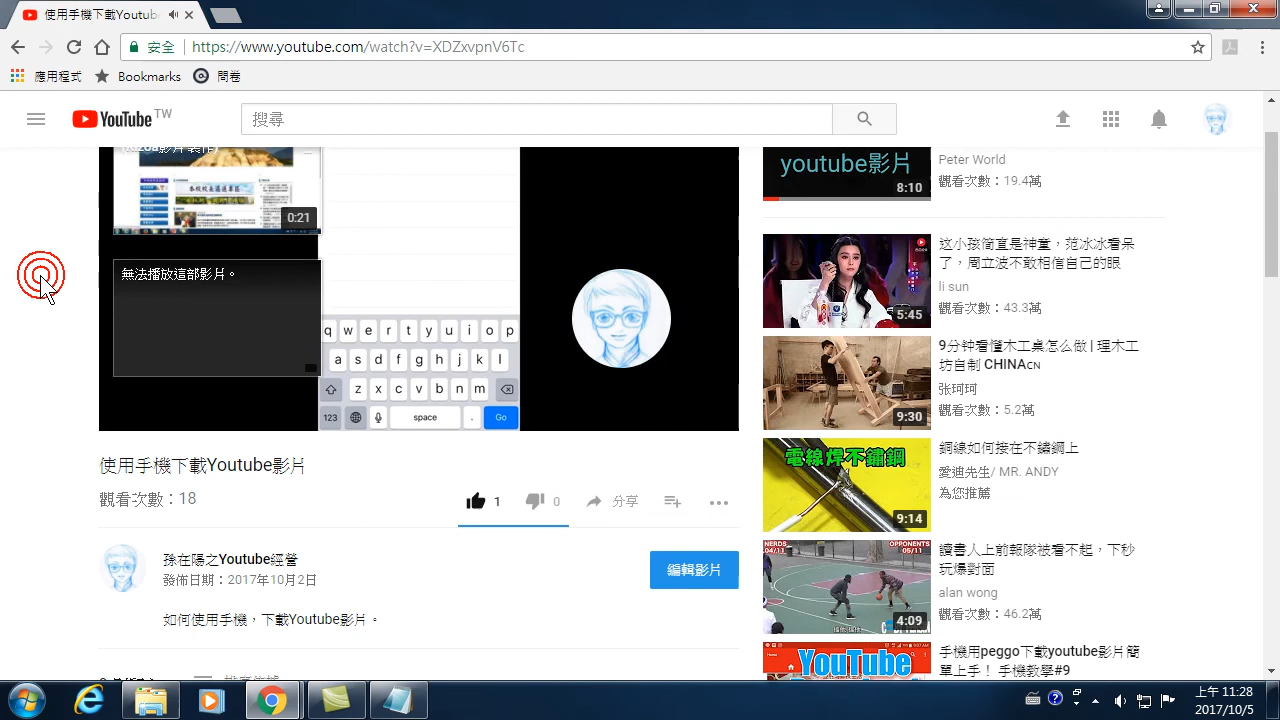 使用手機下載Youtube
安全 | https://www.youtube.com/watch?v=XDZxvpnV6Tc
應用程式 Bookmarks 問卷
YouTube TW
搜尋
0:21
無法播放這部影片。
q w e r t y u i o p
a s d f g h j k l
z x c v b n m
123 space . Go
使用手機下載Youtube影片
觀看次數：18
1 0 分享
孫在陽之Youtube經營
發佈日期：2017年10月2日
編輯影片
如何使用手機，下載Youtube影片。
youtube影片
8:10
Peter World
觀看次數：19.4萬
这小孩简直是神童，范冰冰看呆
了，周立波不敢相信自己的眼
li sun
觀看次數：43.3萬
5:45
9分钟看懂木工桌怎么做 | 理木工
坊自制 CHINACN
张珂珂
觀看次數：5.2萬
9:30
電線焊不鏽鋼
9:14
銅線如何接在不鏽鋼上
愛迪先生/ MR. ANDY
為您推薦
NERDS
04/11
OPPONENTS
05/11
4:09
讀書人上前報隊被看不起，下秒
玩爆對面
alan wong
觀看次數：46.2萬
YouTube
手機用peggo下載youtube影片簡
單上手！ 手機教學#9
上午 11:28
2017/10/5